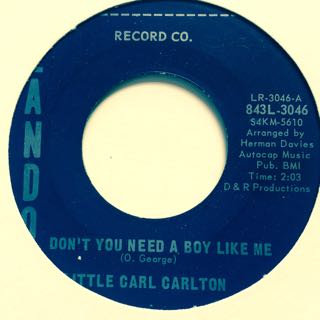 RECORD CO.
ANDO
LR-3046-A
843L-3046
S4KM-5610
Arranged by
Herman Davies
Autocap Music
Pub. BMI
Time: 2:03
D & R Productions
DON'T YOU NEED A BOY LIKE ME
(O. George)
ITTLE CARL CARLTON